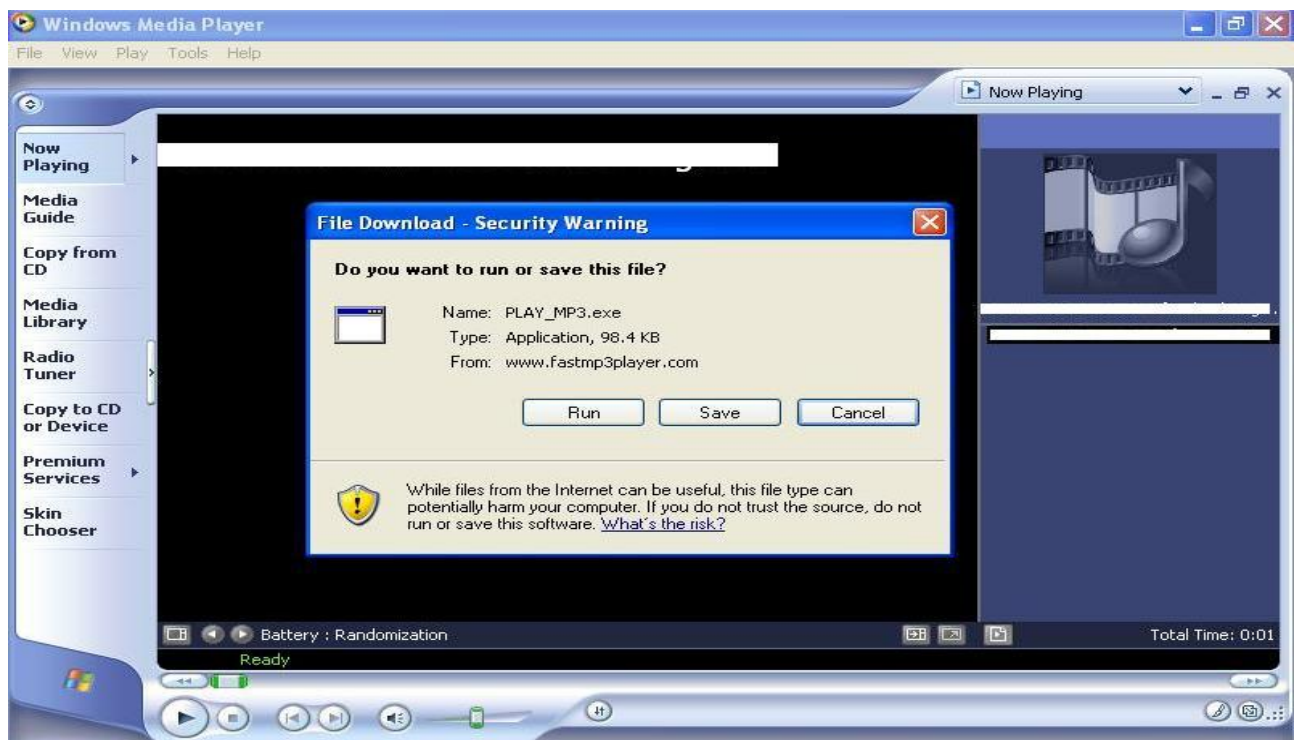 Windows Media Player
File View Play Tools Help
Now Playing
Now
Playing
Media
Guide
Copy from
CD
Media
Library
Radio
Tuner
Copy to CD
or Device
Premium
Services
Skin
Chooser
File Download - Security Warning
Do you want to run or save this file?
Name: PLAY_MP3.exe
Type: Application, 98.4 KB
From: www.fastmp3player.com
Run Save Cancel
While files from the Internet can be useful, this file type can
potentially harm your computer. If you do not trust the source, do not
run or save this software. What's the risk?
Battery : Randomization
Total Time: 0:01
Ready